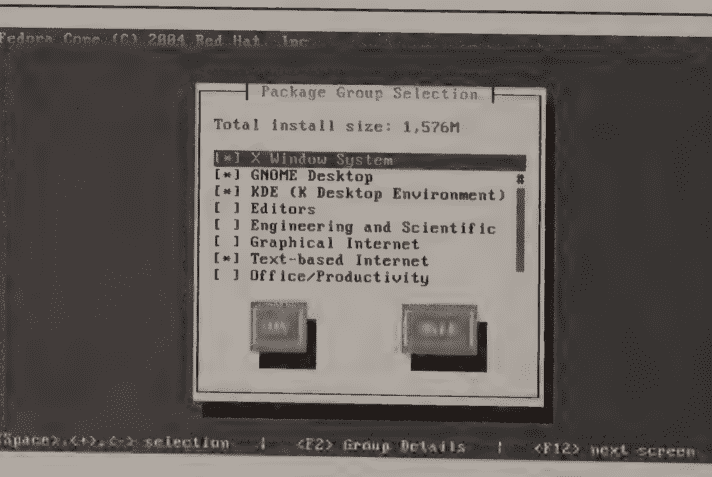 Fedora Core (C) 2004 Red Hat, Inc
Package Group Selection
Total install size: 1,576M
[*] X Window System
[*] GNOME Desktop
[*] KDE (K Desktop Environment)
[ ] Editors
[ ] Engineering and Scientific
[ ] Graphical Internet
[*] Text-based Internet
[ ] Office/Productivity
<Space>,<+>,<-> selection | <F2> Group Details | <F12> next screen